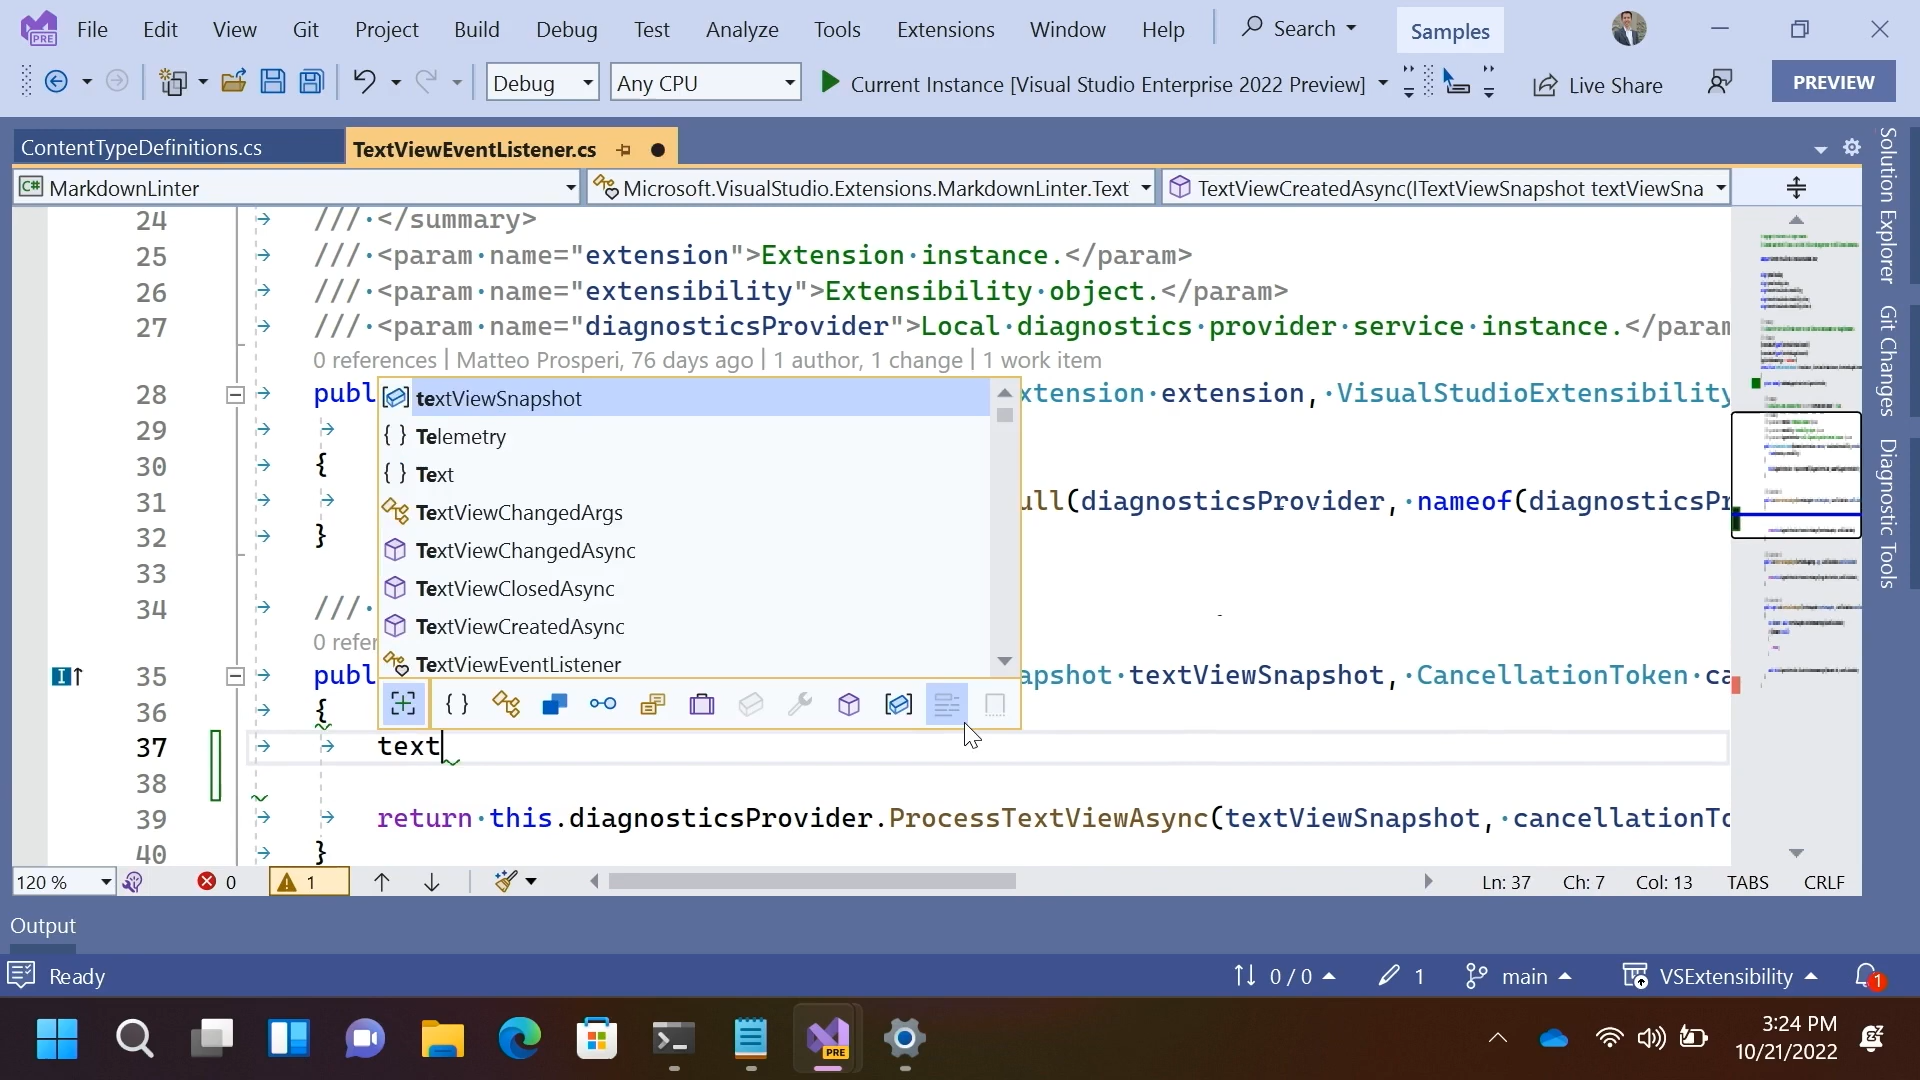 PRE File Edit View Git Project Build Debug Test Analyze Tools Extensions Window Help Search Samples
Debug Any CPU Current Instance [Visual Studio Enterprise 2022 Preview] Live Share PREVIEW
ContentTypeDefinitions.cs TextViewEventListener.cs
C# MarkdownLinter Microsoft.VisualStudio.Extensions.MarkdownLinter.Text TextViewCreatedAsync(ITextViewSnapshot textViewSna
24 ///·</summary>
25 ///·<param·name="extension">Extension·instance.</param>
26 ///·<param·name="extensibility">Extensibility·object.</param>
27 ///·<param·name="diagnosticsProvider">Local·diagnostics·provider·service·instance.</param
0 references | Matteo Prosperi, 76 days ago | 1 author, 1 change | 1 work item
28 publ xtension·extension,·VisualStudioExtensibility
29
30 {
31 ull(diagnosticsProvider,·nameof(diagnosticsPr
32 }
33
34 ///·
0 refer
35 publ apshot·textViewSnapshot,·CancellationToken·ca
36 {
textViewSnapshot
{ } Telemetry
{ } Text
TextViewChangedArgs
TextViewChangedAsync
TextViewClosedAsync
TextViewCreatedAsync
TextViewEventListener
{ }
37 text
38
39 return·this.diagnosticsProvider.ProcessTextViewAsync(textViewSnapshot,·cancellationTo
40 }
120 % 0 1 Ln: 37 Ch: 7 Col: 13 TABS CRLF
Solution Explorer
Git Changes
Diagnostic Tools
Output
Ready 0 / 0 1 main VSExtensibility 1
PRE
3:24 PM
10/21/2022